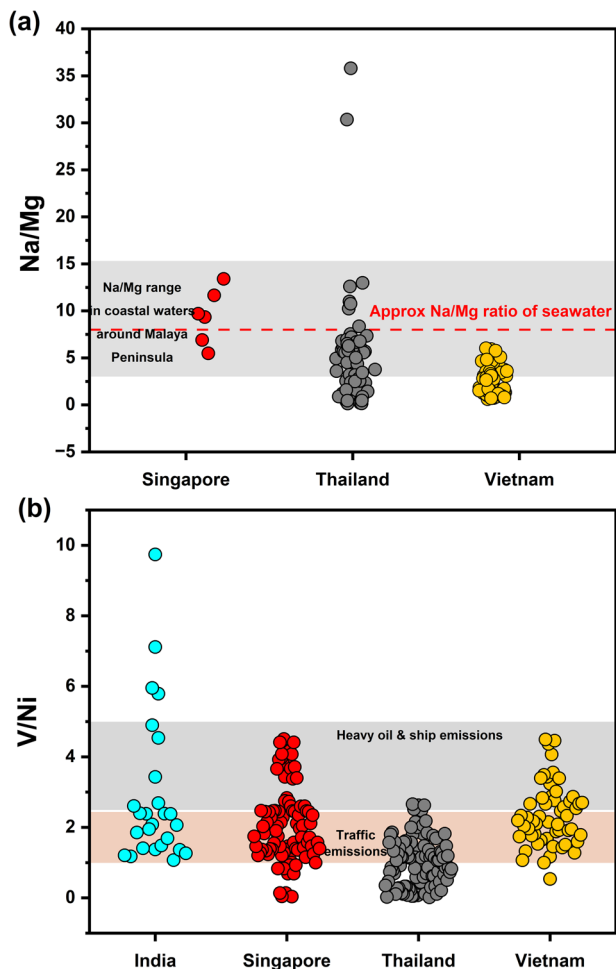 (a)
40
35
30
25
20
15
10
5
0
−5
Na/Mg
Na/Mg range
in coastal waters
around Malaya
Peninsula
Approx Na/Mg ratio of seawater
Singapore Thailand Vietnam
(b)
10
8
6
4
2
0
V/Ni
Heavy oil & ship emissions
Traffic
emissions
India Singapore Thailand Vietnam